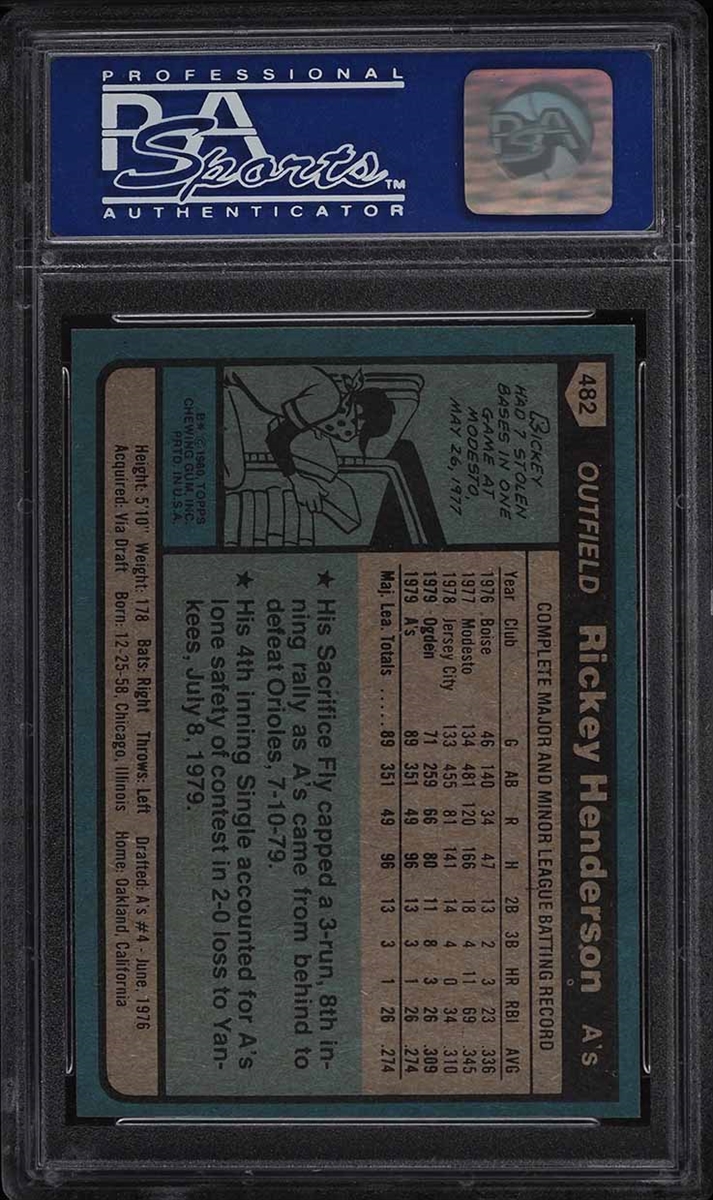 PROFESSIONAL
PSA
Sports™
AUTHENTICATOR
PSA
482 OUTFIELD Rickey Henderson A's
RICKEY
HAD 7 STOLEN
BASES IN ONE
GAME AT
MODESTO,
MAY 26, 1977
COMPLETE MAJOR AND MINOR LEAGUE BATTING RECORD
Year Club G AB R H 2B 3B HR RBI AVG
1976 Boise 46 140 34 47 13 2 3 23 .336
1977 Modesto 134 481 120 166 18 4 11 69 .345
1978 Jersey City 133 455 81 141 14 4 0 34 .310
1979 Ogden 71 259 66 80 11 8 3 26 .309
1979 A's 89 351 49 96 13 3 1 26 .274
Maj. Lea. Totals ..... 89 351 49 96 13 3 1 26 .274
★ His Sacrifice Fly capped a 3-run, 8th in-
ning rally as A's came from behind to
defeat Orioles, 7-10-79.
★ His 4th inning Single accounted for A's
lone safety of contest in 2-0 loss to Yan-
kees, July 8, 1979.
B* © 1980, TOPPS
CHEWING GUM, INC.
PRTD. IN U.S.A.
Height: 5'10" Weight: 178 Bats: Right Throws: Left Drafted: A's #4 - June, 1976
Acquired: Via Draft Born: 12-25-58, Chicago, Illinois Home: Oakland, California